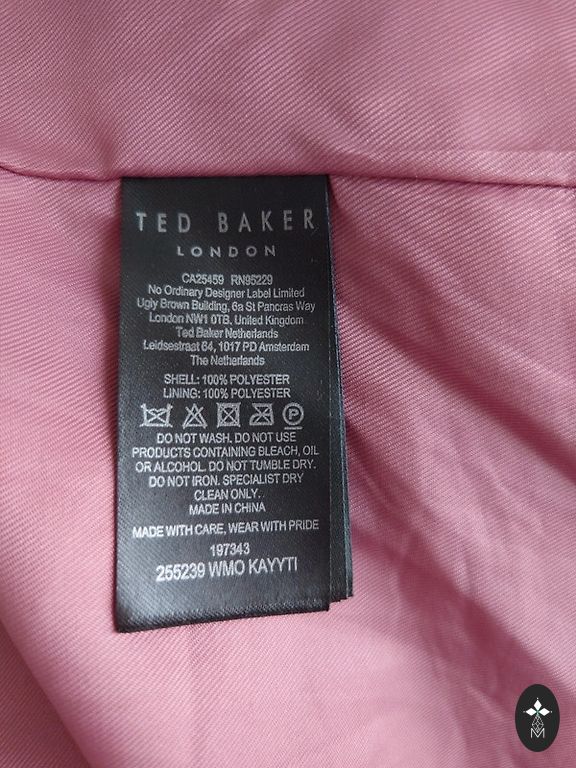 TED BAKER
LONDON
CA25459 RN95229
No Ordinary Designer Label Limited
Ugly Brown Building, 6a St Pancras Way
London NW1 0TB, United Kingdom
Ted Baker Netherlands
Leidsestraat 64, 1017 PD Amsterdam
The Netherlands
SHELL: 100% POLYESTER
LINING: 100% POLYESTER
P
DO NOT WASH. DO NOT USE
PRODUCTS CONTAINING BLEACH, OIL
OR ALCOHOL. DO NOT TUMBLE DRY.
DO NOT IRON. SPECIALIST DRY
CLEAN ONLY.
MADE IN CHINA
MADE WITH CARE, WEAR WITH PRIDE
197343
255239 WMO KAYYTI
M